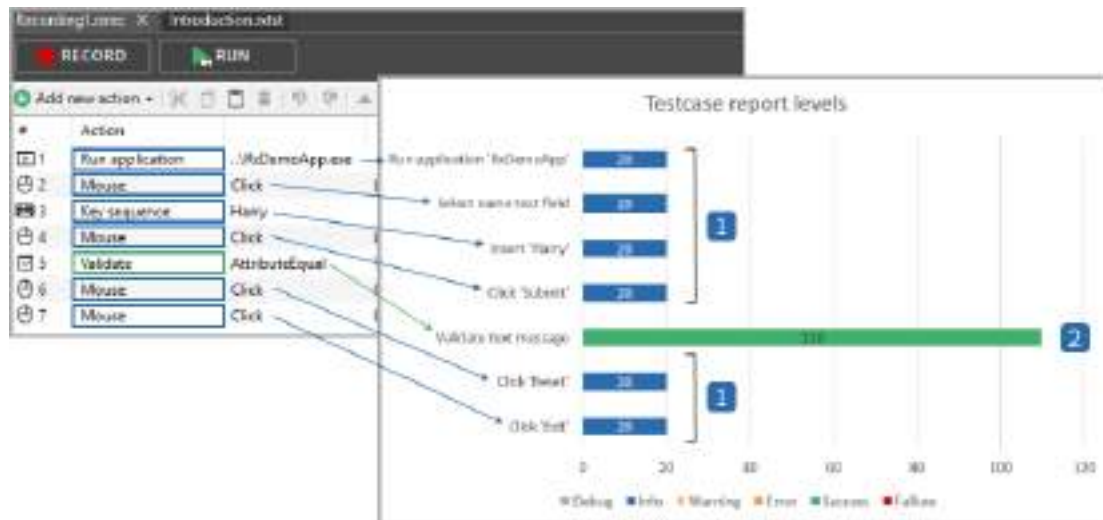 Recording1.rxrec X Introduction.rxtst
RECORD RUN
Add new action
# Action
1 Run application ..\RxDemoApp.exe
2 Mouse Click
3 Key sequence Harry
4 Mouse Click
5 Validate AttributeEqual
6 Mouse Click
7 Mouse Click
Testcase report levels
Run application 'RxDemoApp' 20
Select name text field 20
Insert 'Harry' 20
Click 'Submit' 20
1
Validate text message 110
2
Click 'Reset' 20
Click 'Exit' 20
1
0 20 40 60 80 100 120
Debug Info Warning Error Success Failure